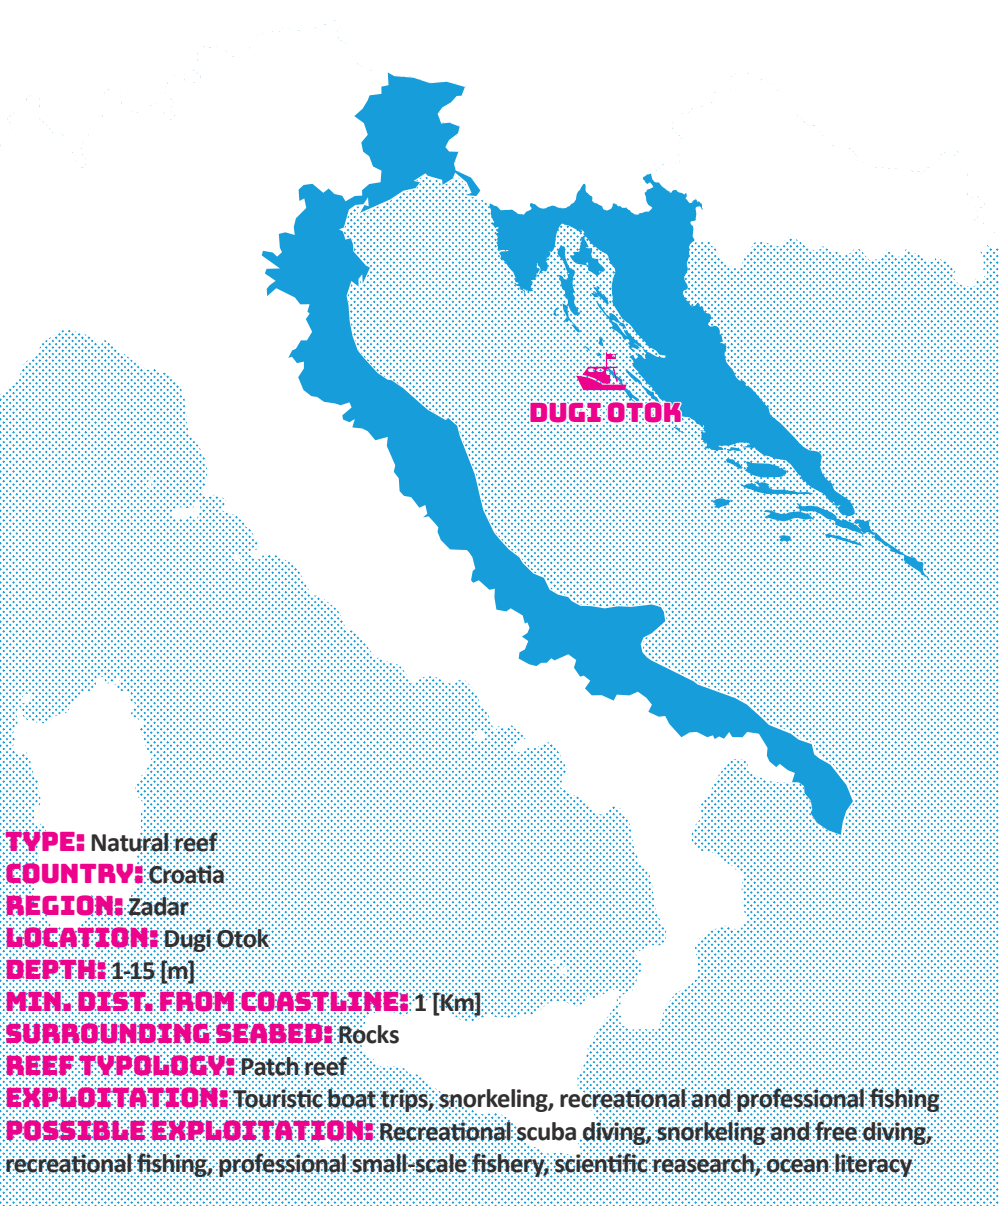 DUGI OTOK
TYPE: Natural reef
COUNTRY: Croatia
REGION: Zadar
LOCATION: Dugi Otok
DEPTH: 1-15 [m]
MIN. DIST. FROM COASTLINE: 1 [Km]
SURROUNDING SEABED: Rocks
REEF TYPOLOGY: Patch reef
EXPLOITATION: Touristic boat trips, snorkeling, recreational and professional fishing
POSSIBLE EXPLOITATION: Recreational scuba diving, snorkeling and free diving,
recreational fishing, professional small-scale fishery, scientific reasearch, ocean literacy